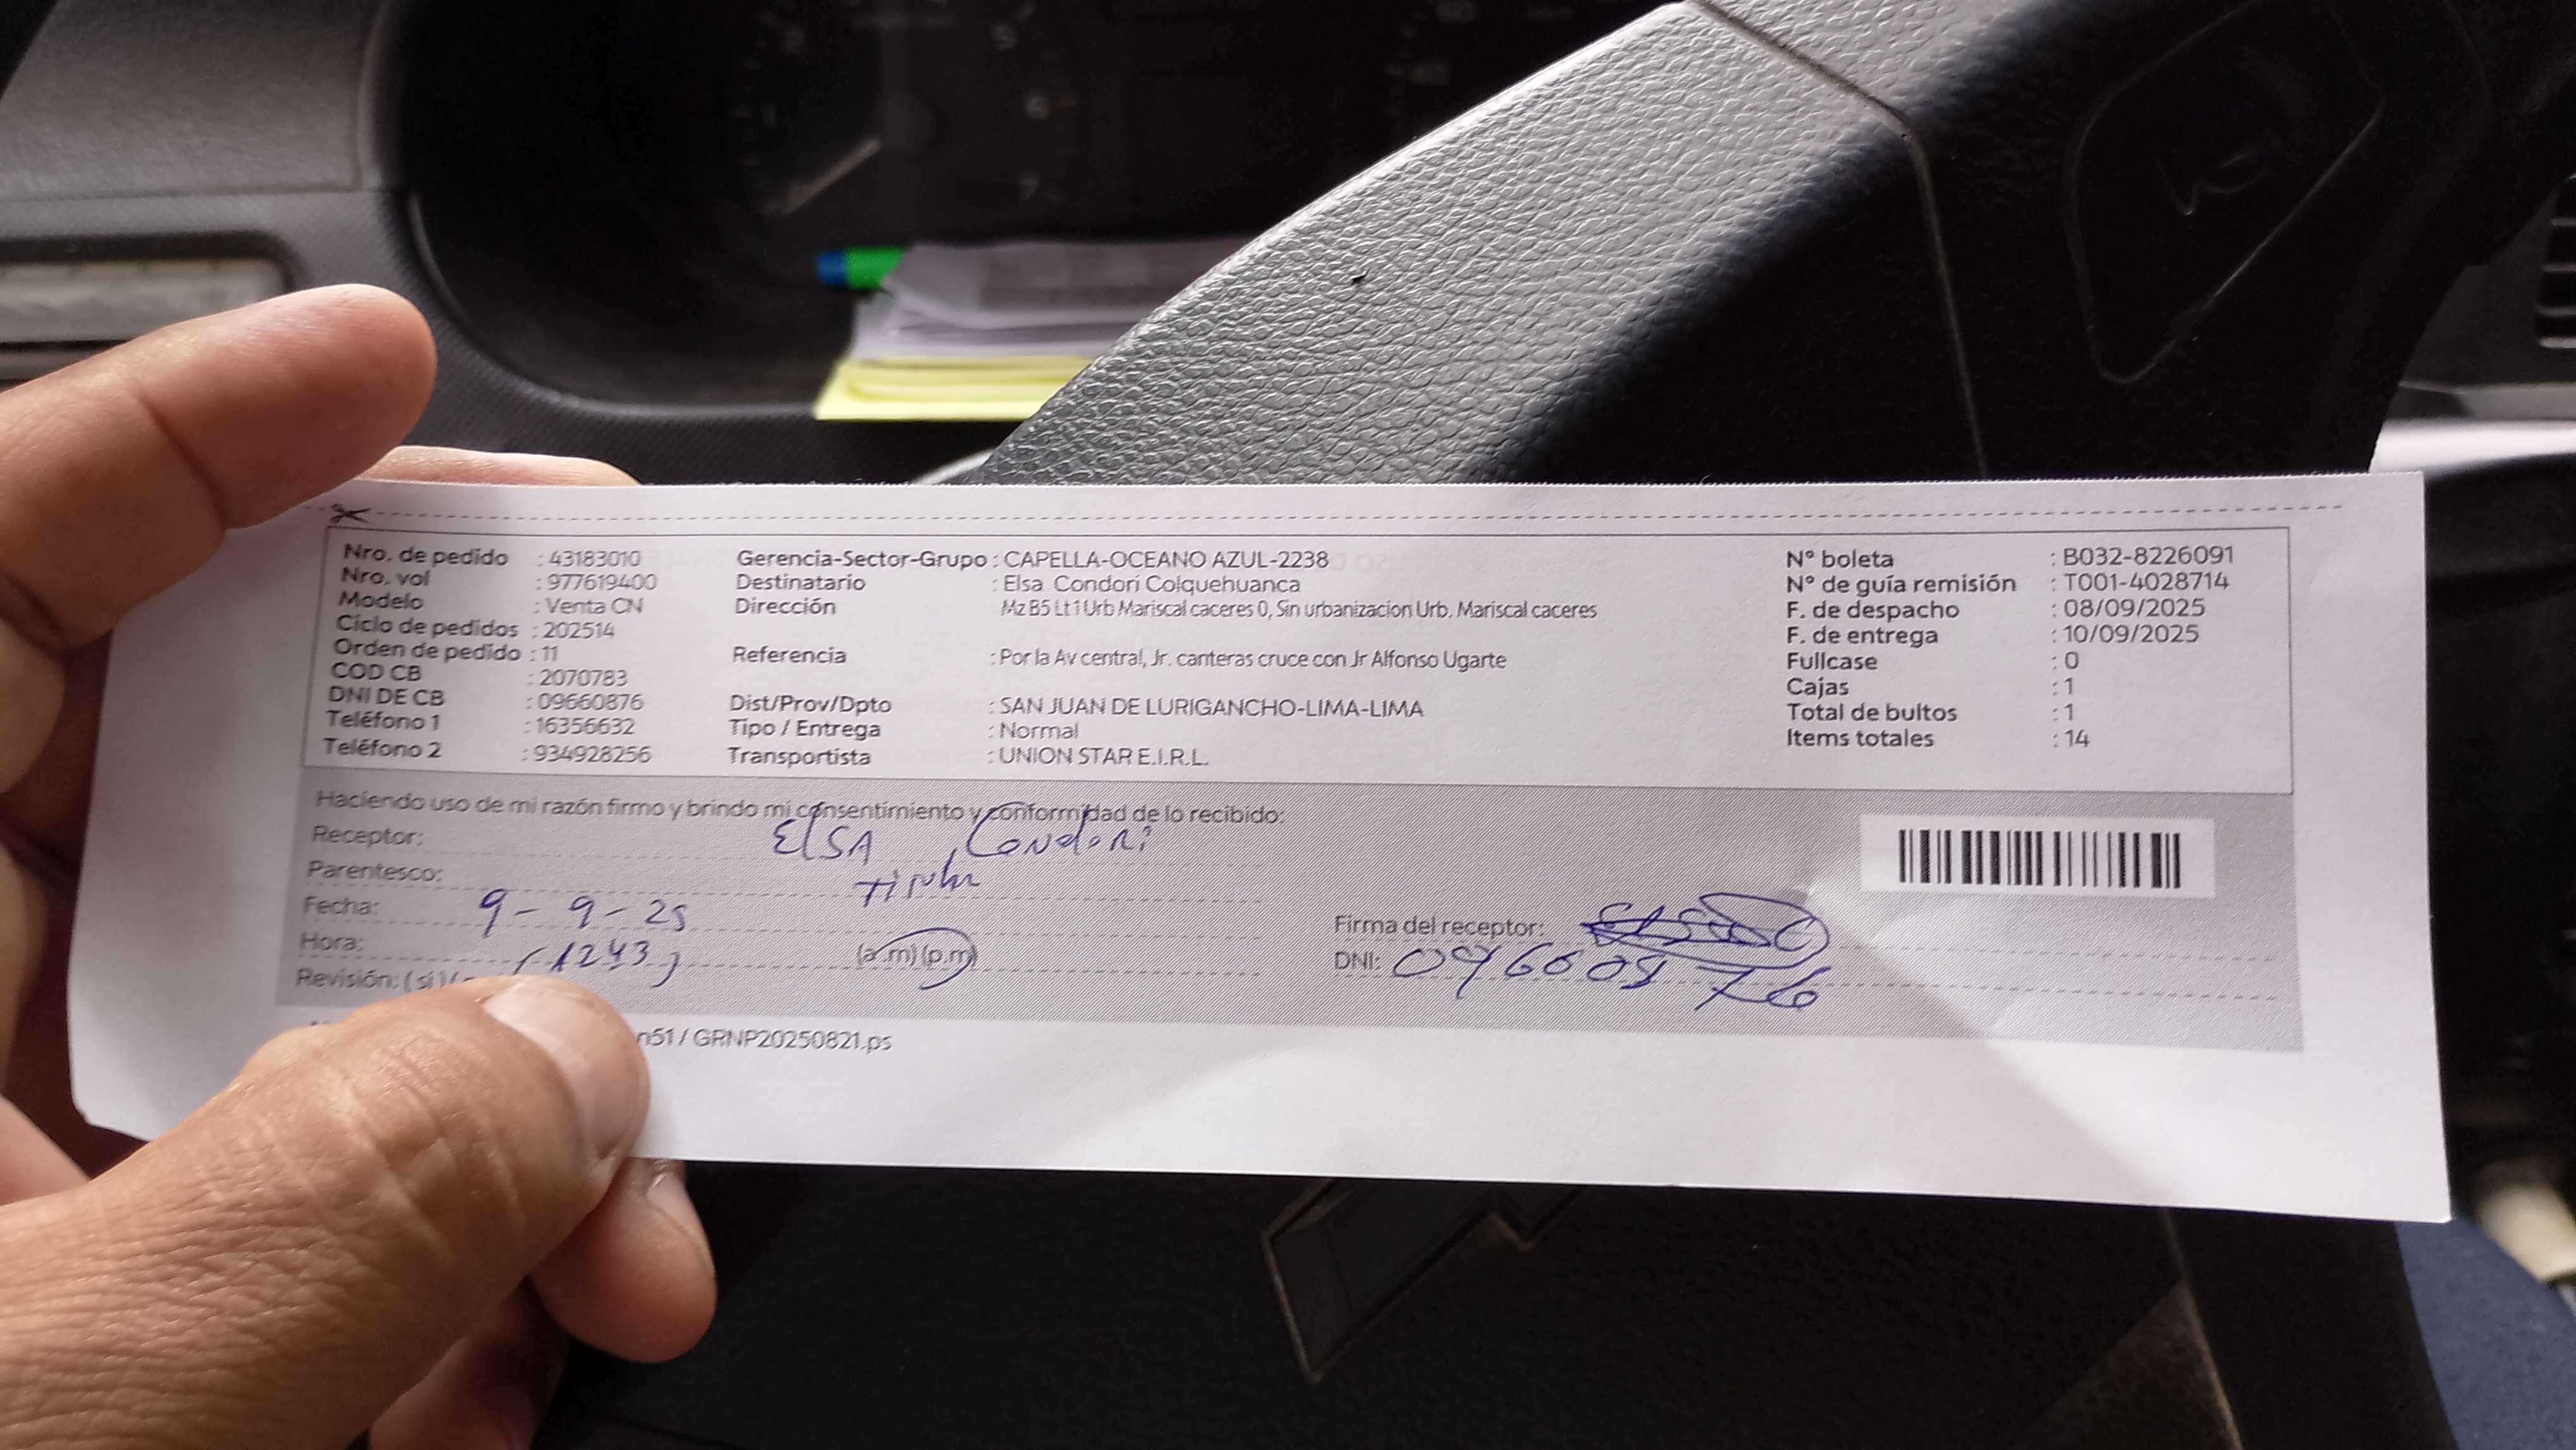 Nro. de pedido : 43183010
Nro. vol : 977619400
Modelo : Venta CN
Ciclo de pedidos : 202514
Orden de pedido : 11
COD CB : 2070783
DNI DE CB : 09660876
Teléfono 1 : 16356632
Teléfono 2 : 934928256
Gerencia-Sector-Grupo : CAPELLA-OCEANO AZUL-2238
Destinatario : Elsa Condori Colquehuanca
Dirección Mz B5 Lt 1 Urb Mariscal caceres 0, Sin urbanizacion Urb. Mariscal caceres
Referencia : Por la Av central, Jr. canteras cruce con Jr Alfonso Ugarte
Dist/Prov/Dpto : SAN JUAN DE LURIGANCHO-LIMA-LIMA
Tipo / Entrega : Normal
Transportista : UNION STAR E.I.R.L.
Nº boleta : B032-8226091
Nº de guía remisión : T001-4028714
F. de despacho : 08/09/2025
F. de entrega : 10/09/2025
Fullcase : 0
Cajas : 1
Total de bultos : 1
Items totales : 14
Haciendo uso de mi razón firmo y brindo mi consentimiento y conformidad de lo recibido:
Receptor: ElSA Condori
Parentesco: Titular
Fecha: 9-9-25
Hora: (1243) (a.m)(p.m)
Revisión: (si)
Firma del receptor:
DNI: 09660876
n51 / GRNP20250821.ps
5
6
7